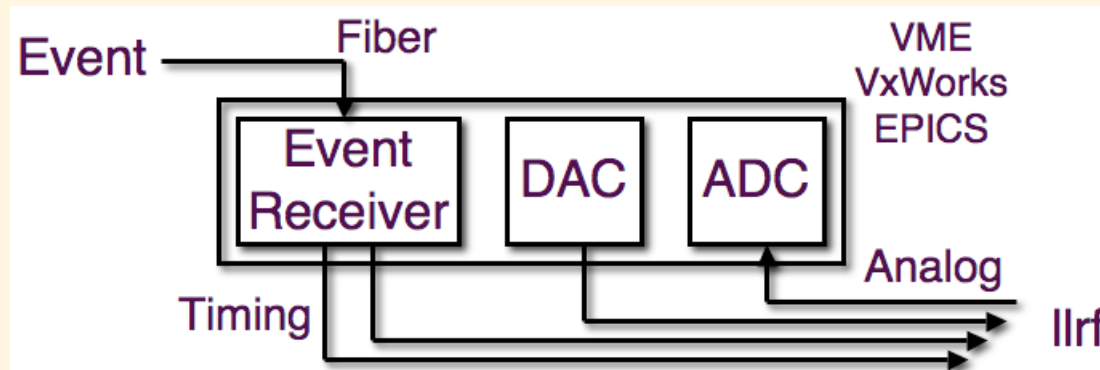 Event
Fiber
VME
VxWorks
EPICS
Event
Receiver
DAC
ADC
Analog
Timing
llrf